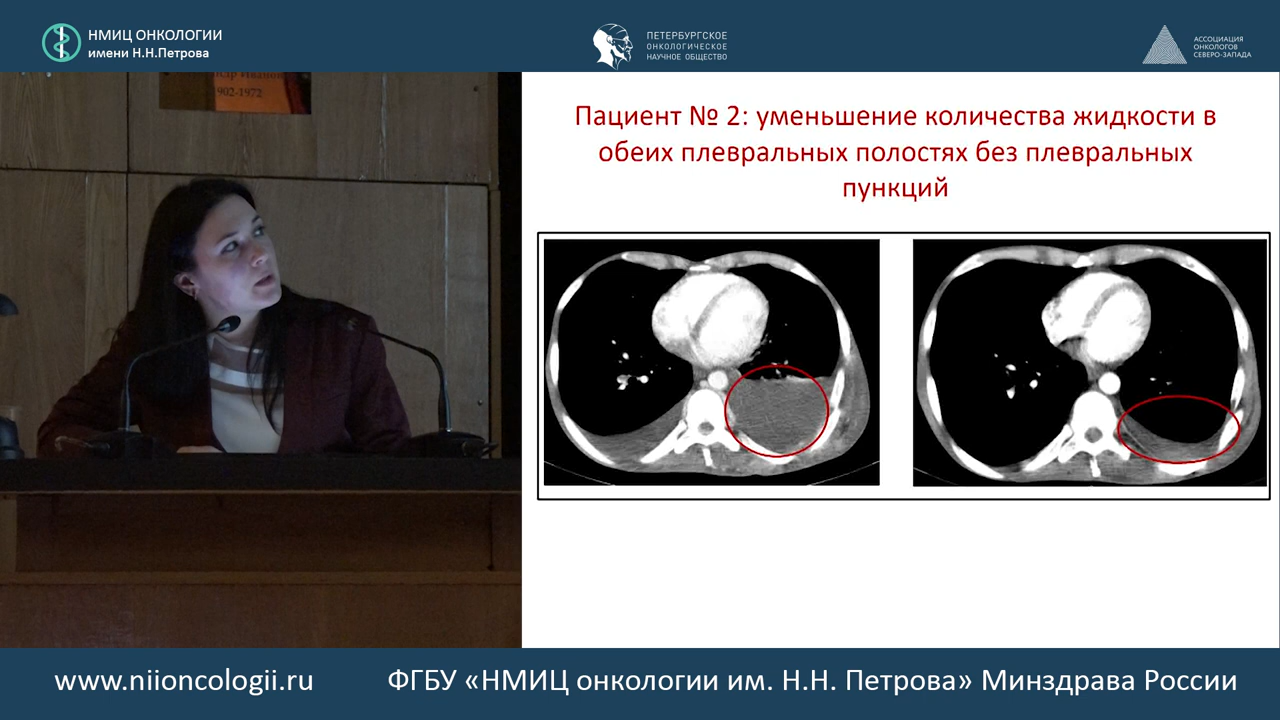 НМИЦ ОНКОЛОГИИ
имени Н.Н.Петрова
ПЕТЕРБУРГСКОЕ
ОНКОЛОГИЧЕСКОЕ
НАУЧНОЕ ОБЩЕСТВО
АССОЦИАЦИЯ
ОНКОЛОГОВ
СЕВЕРО-ЗАПАДА
902-1972
Пациент № 2: уменьшение количества жидкости в
обеих плевральных полостях без плевральных
пункций
www.niioncologii.ru
ФГБУ «НМИЦ онкологии им. Н.Н. Петрова» Минздрава России